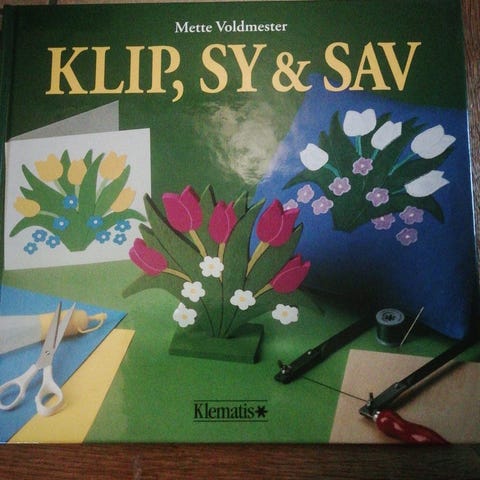 Mette Voldmester
KLIP, SY & SAV
Klematis*